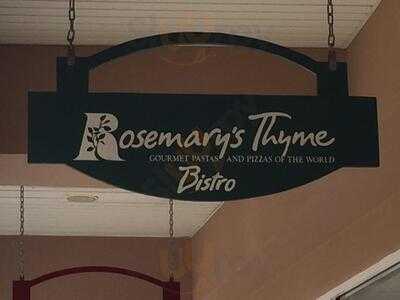 Rosemary's Thyme
GOURMET PASTAS AND PIZZAS OF THE WORLD
Bistro